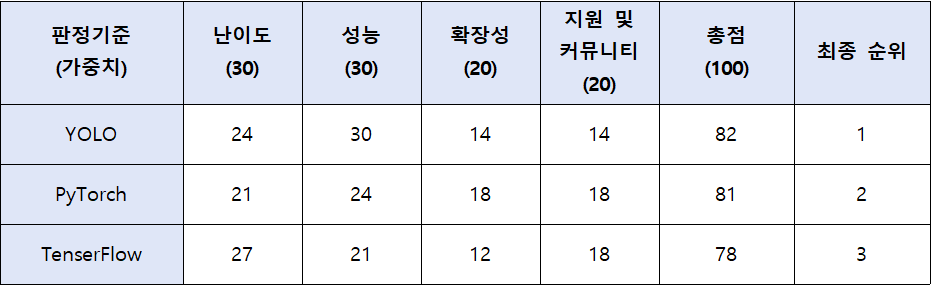 판정기준 (가중치) 난이도 (30) 성능 (30) 확장성 (20) 지원 및 커뮤니티 (20) 총점 (100) 최종 순위
YOLO 24 30 14 14 82 1
PyTorch 21 24 18 18 81 2
TenserFlow 27 21 12 18 78 3